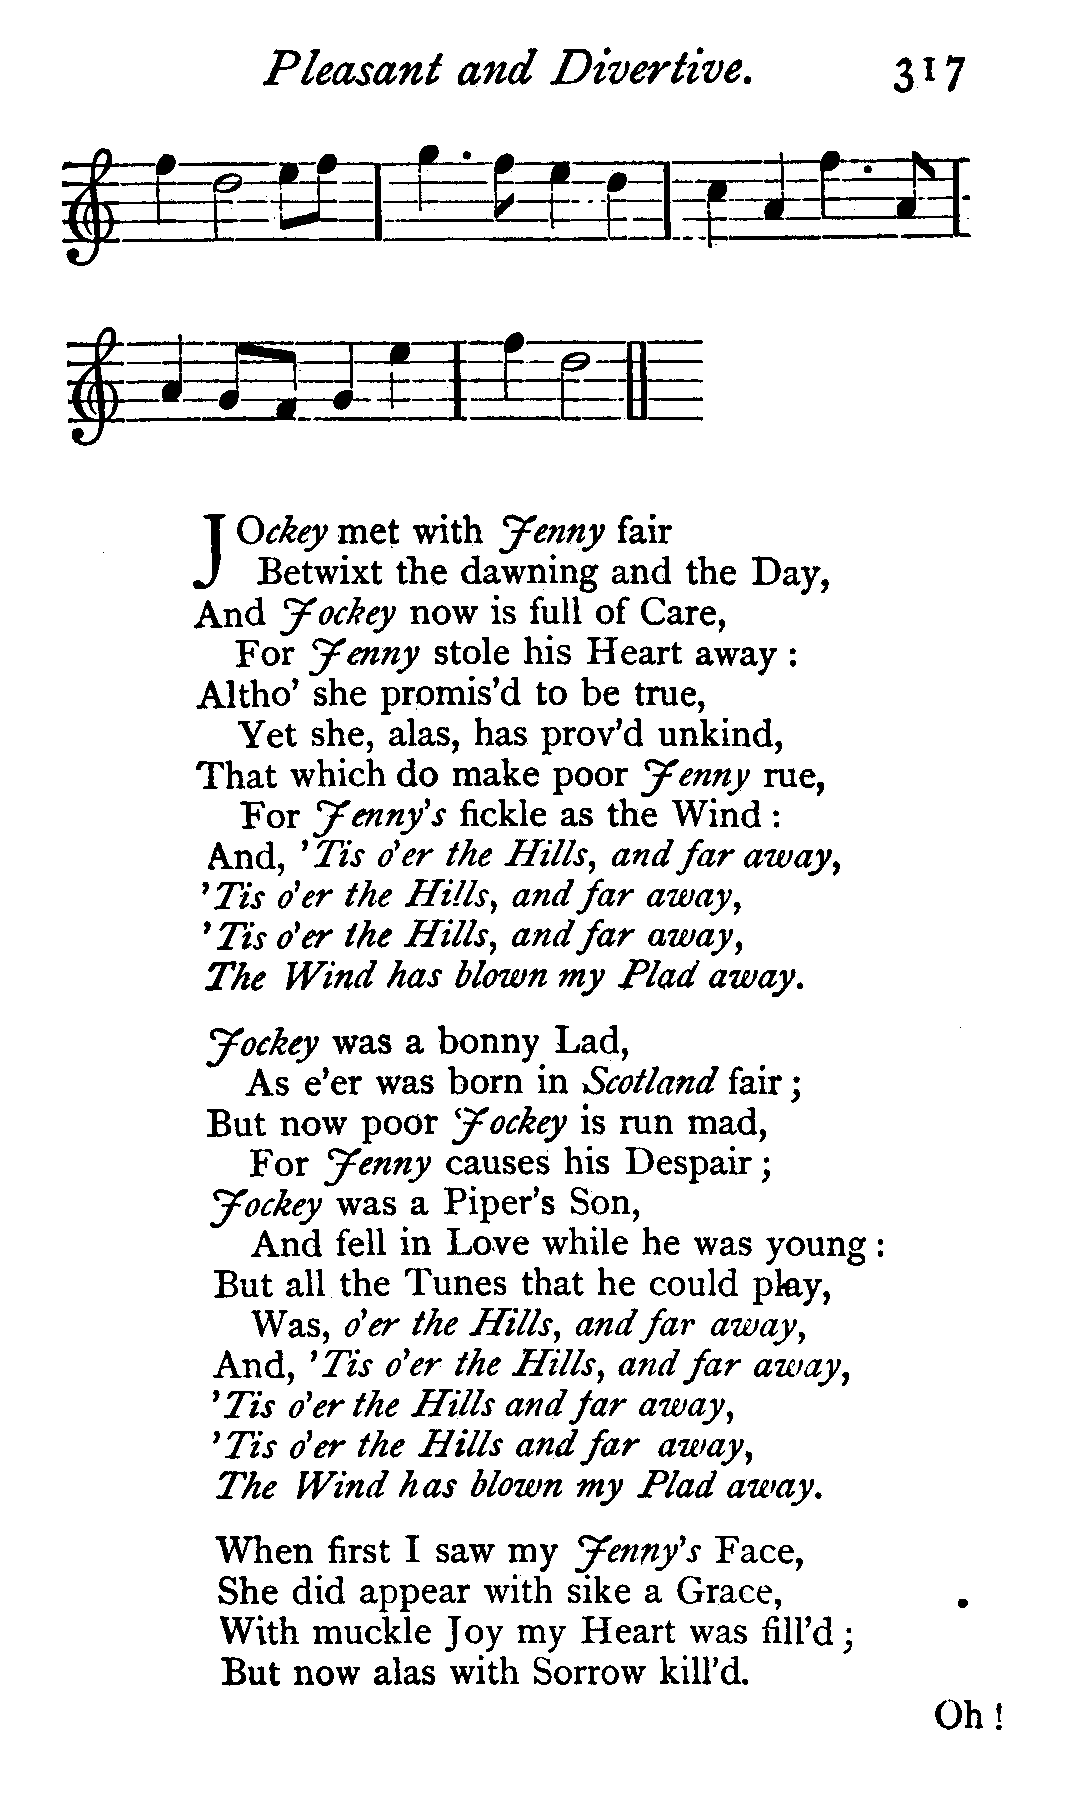 Pleasant and Divertive. 317
JOckey met with Jenny fair
Betwixt the dawning and the Day,
And Jockey now is full of Care,
For Jenny stole his Heart away :
Altho' she promis'd to be true,
Yet she, alas, has prov'd unkind,
That which do make poor Jenny rue,
For Jenny's fickle as the Wind :
And, 'Tis o'er the Hills, and far away,
'Tis o'er the Hills, and far away,
'Tis o'er the Hills, and far away,
The Wind has blown my Plad away.
Jockey was a bonny Lad,
As e'er was born in Scotland fair ;
But now poor Jockey is run mad,
For Jenny causes his Despair ;
Jockey was a Piper's Son,
And fell in Love while he was young :
But all the Tunes that he could play,
Was, o'er the Hills, and far away,
And, 'Tis o'er the Hills, and far away,
'Tis o'er the Hills and far away,
'Tis o'er the Hills and far away,
The Wind has blown my Plad away.
When first I saw my Jenny's Face,
She did appear with sike a Grace,
With muckle Joy my Heart was fill'd ;
But now alas with Sorrow kill'd.
Oh !